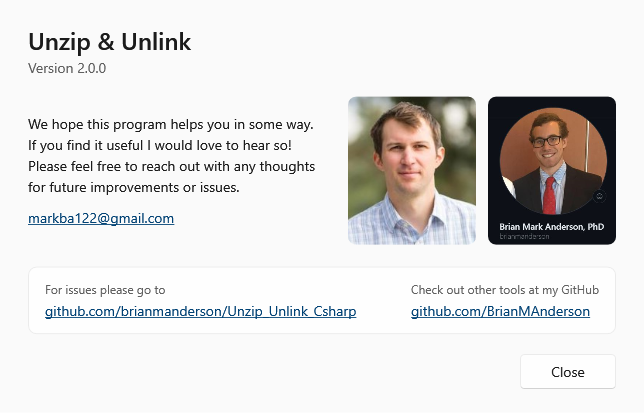 Unzip & Unlink
Version 2.0.0
We hope this program helps you in some way.
If you find it useful I would love to hear so!
Please feel free to reach out with any thoughts
for future improvements or issues.
markba122@gmail.com
Brian Mark Anderson, PhD
brianmanderson
For issues please go to
github.com/brianmanderson/Unzip_Unlink_Csharp
Check out other tools at my GitHub
github.com/BrianMAnderson
Close